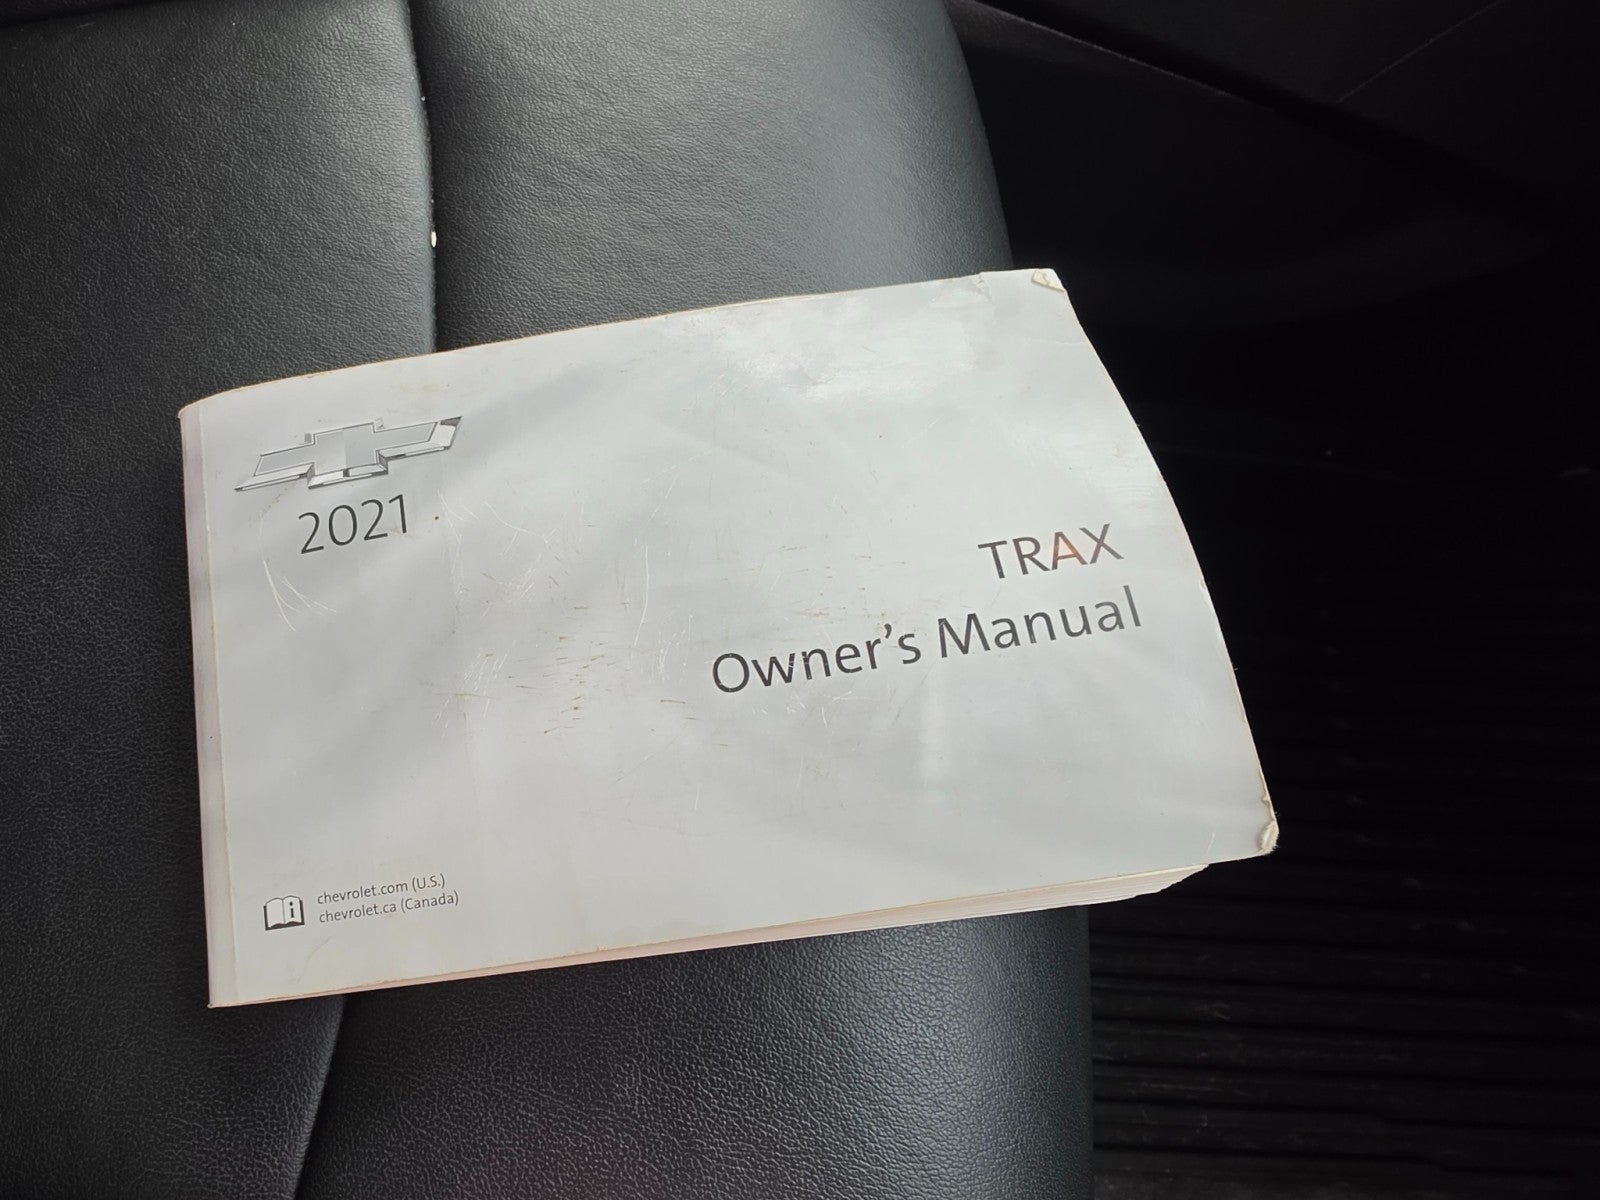 2021
TRAX
Owner's Manual
chevrolet.com (U.S.)
chevrolet.ca (Canada)